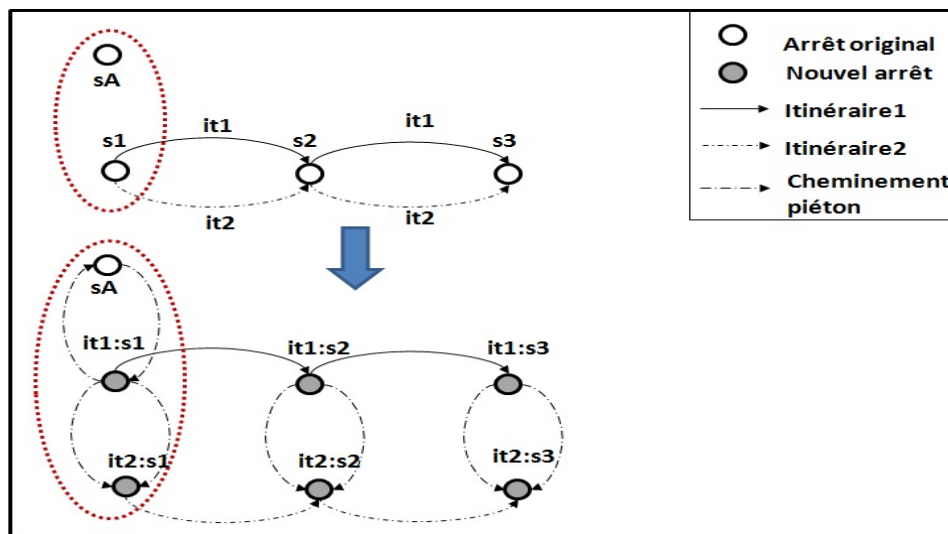 sA
s1
it1
s2
it1
s3
it2
it2
sA
it1:s1
it1:s2
it1:s3
it2:s1
it2:s2
it2:s3
Arrêt original
Nouvel arrêt
Itinéraire1
Itinéraire2
Cheminement
piéton